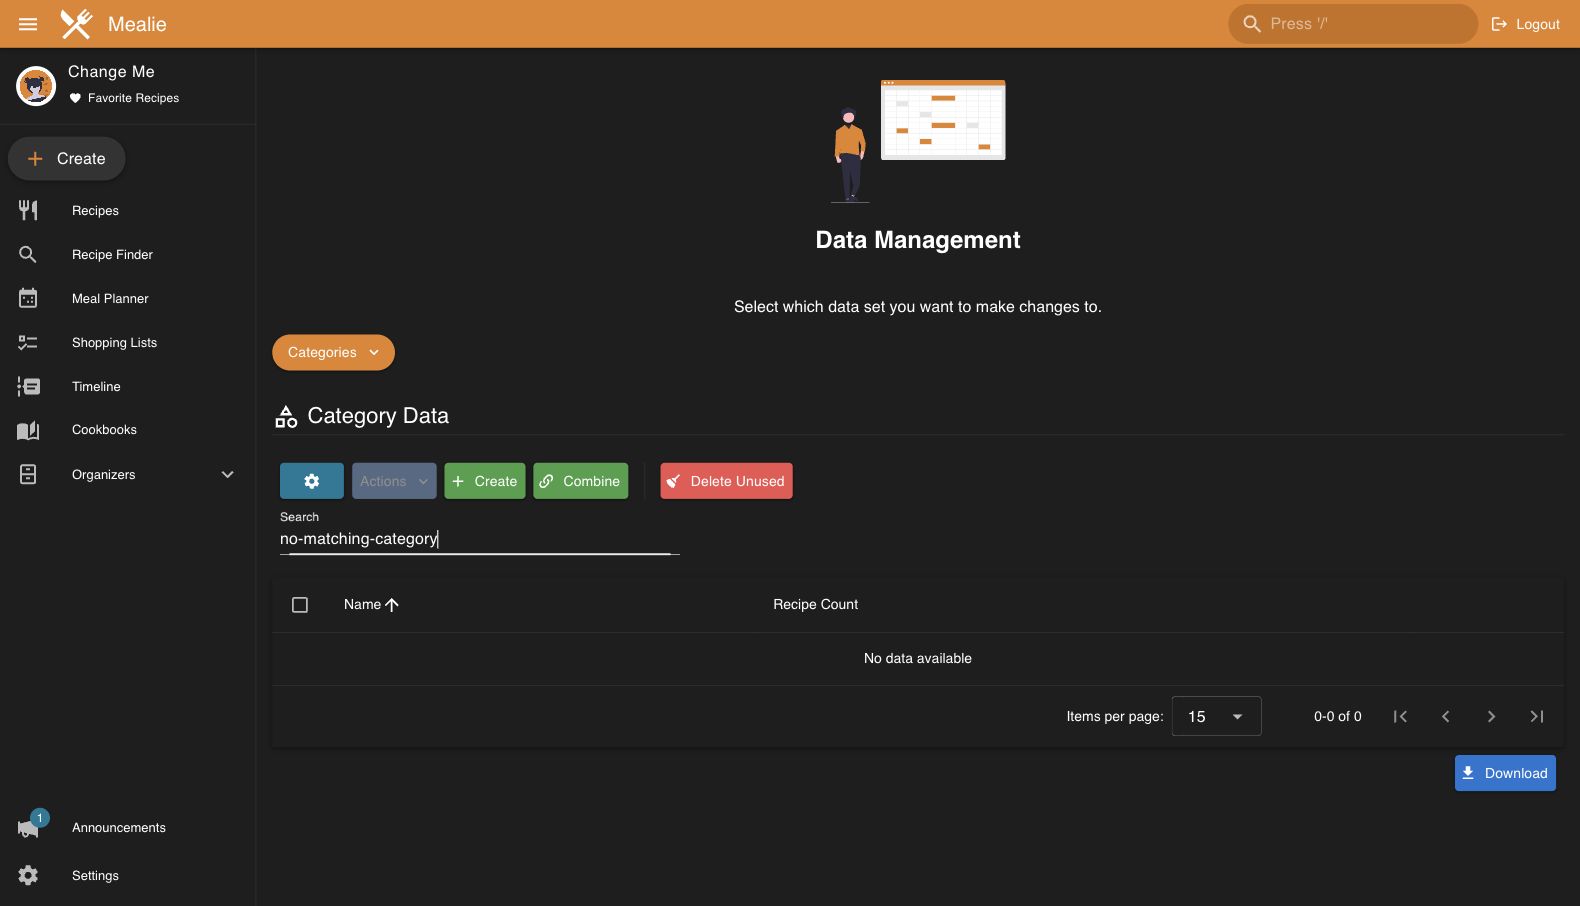 Mealie
Press '/'
Logout
Change Me
Favorite Recipes
Create
Recipes
Recipe Finder
Meal Planner
Shopping Lists
Timeline
Cookbooks
Organizers
1
Announcements
Settings
Data Management
Select which data set you want to make changes to.
Categories
Category Data
Actions
Create
Combine
Delete Unused
Search
no-matching-category
Name
Recipe Count
No data available
Items per page:
15
0-0 of 0
Download